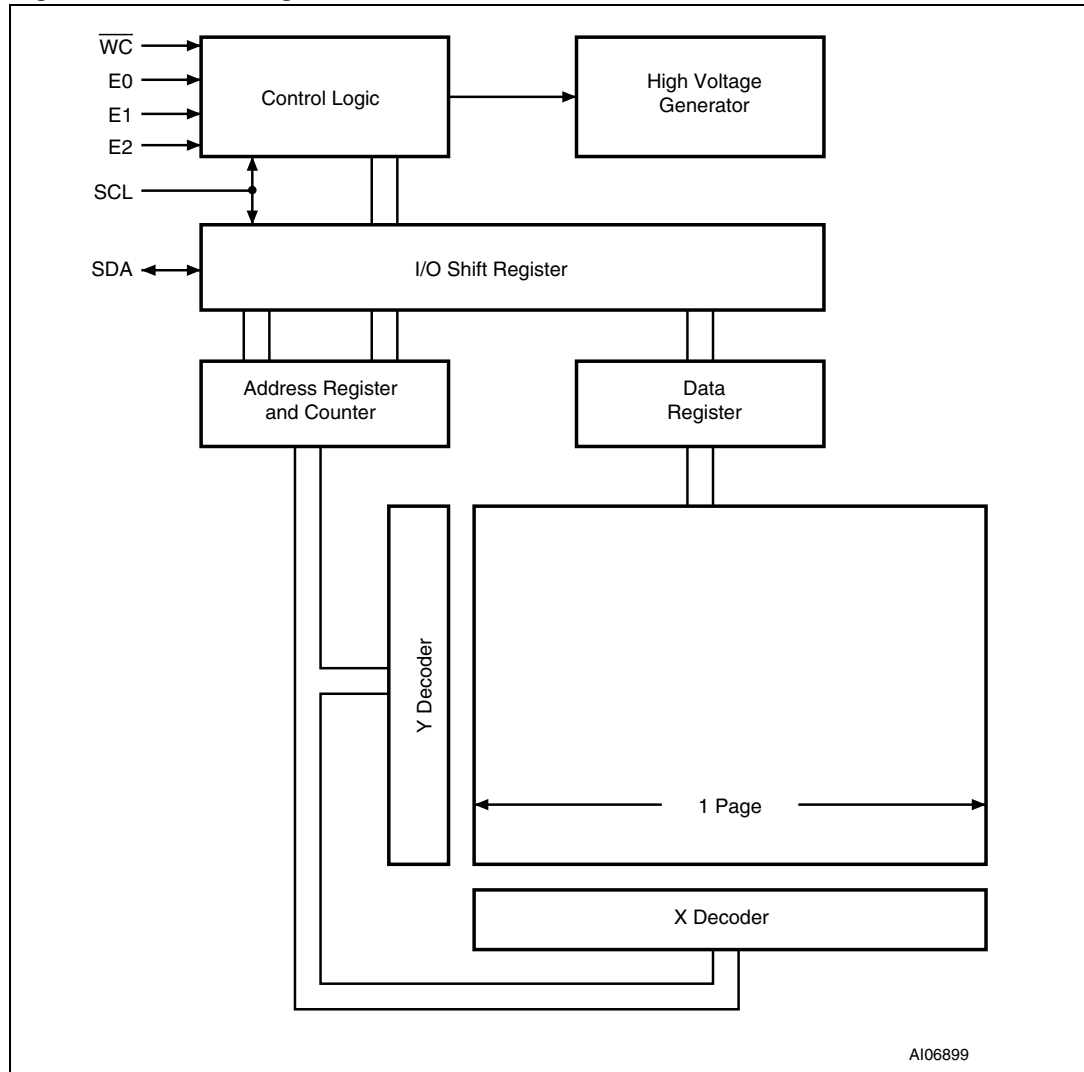 WC
E0
E1
E2
SCL
SDA
Control Logic
High Voltage
Generator
I/O Shift Register
Address Register
and Counter
Data
Register
Y Decoder
1 Page
X Decoder
AI06899